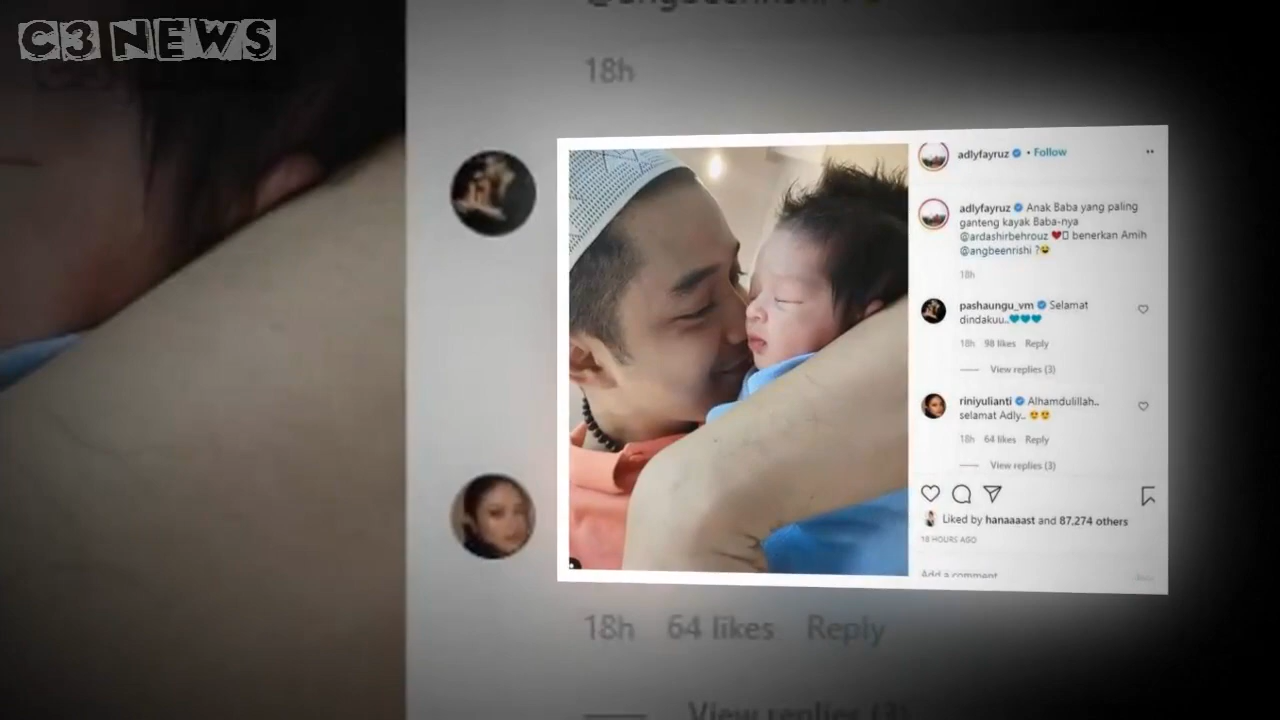 C3 NEWS
18h
adlyfayruz • Follow
adlyfayruz Anak Baba yang paling
ganteng kayak Baba-nya
@ardashirbehrouz ❤️ benerkan Amih
@angbeenrishi ?😄
18h
pashaungu_vm Selamat
dindakuu..💙💙💙
18h 98 likes Reply
View replies (3)
riniyulianti Alhamdulillah..
selamat Adly.. 😍😍
18h 64 likes Reply
View replies (3)
Liked by hanaaaast and 87,274 others
18 HOURS AGO
Add a comment
18h 64 likes Reply
View replies (3)